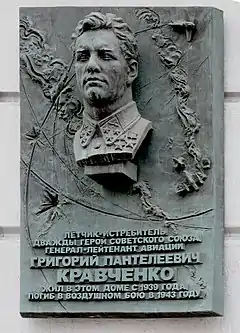 ЛЕТЧИК-ИСТРЕБИТЕЛЬ
ДВАЖДЫ ГЕРОЙ СОВЕТСКОГО СОЮЗА
ГЕНЕРАЛ-ЛЕЙТЕНАНТ АВИАЦИИ
ГРИГОРИЙ ПАНТЕЛЕЕВИЧ
КРАВЧЕНКО
ЖИЛ В ЭТОМ ДОМЕ С 1939 ГОДА
ПОГИБ В ВОЗДУШНОМ БОЮ В 1943 ГОДУ